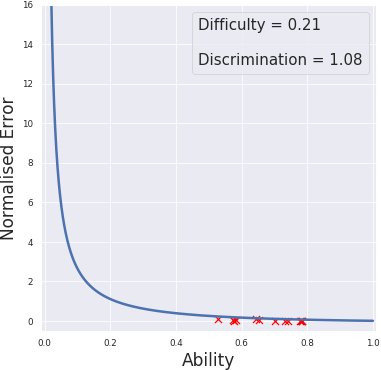 16
14
12
10
8
6
4
2
0
Normalised Error
Difficulty = 0.21
Discrimination = 1.08
0.0 0.2 0.4 0.6 0.8 1.0
Ability